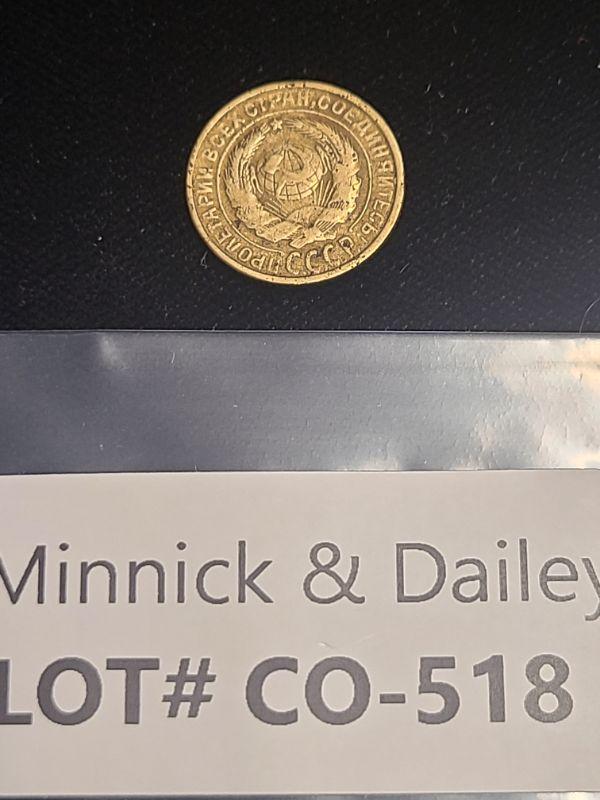 ПРОЛЕТАРИИ ВСЕХ СТРАН, СОЕДИНЯЙТЕСЬ!
СССР
Minnick & Dailey
LOT# CO-518